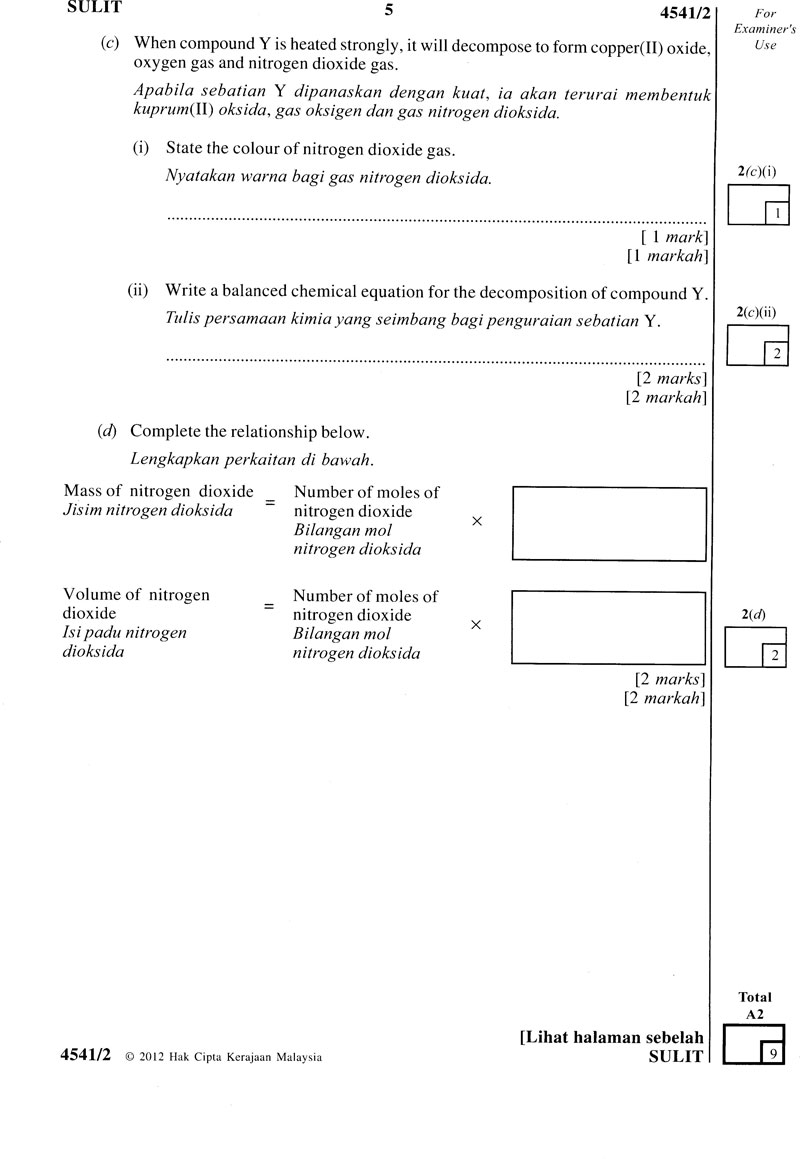 SULIT
5
4541/2
For
Examiner's
Use
(c) When compound Y is heated strongly, it will decompose to form copper(II) oxide,
oxygen gas and nitrogen dioxide gas.
Apabila sebatian Y dipanaskan dengan kuat, ia akan terurai membentuk
kuprum(II) oksida, gas oksigen dan gas nitrogen dioksida.
(i) State the colour of nitrogen dioxide gas.
Nyatakan warna bagi gas nitrogen dioksida.
2(c)(i)
1
[ 1 mark]
[1 markah]
(ii) Write a balanced chemical equation for the decomposition of compound Y.
Tulis persamaan kimia yang seimbang bagi penguraian sebatian Y.
2(c)(ii)
2
[2 marks]
[2 markah]
(d) Complete the relationship below.
Lengkapkan perkaitan di bawah.
Mass of nitrogen dioxide
Jisim nitrogen dioksida
=
Number of moles of
nitrogen dioxide
Bilangan mol
nitrogen dioksida
×
Volume of nitrogen
dioxide
Isi padu nitrogen
dioksida
=
Number of moles of
nitrogen dioxide
Bilangan mol
nitrogen dioksida
×
2(d)
2
[2 marks]
[2 markah]
Total
A2
9
[Lihat halaman sebelah
4541/2 © 2012 Hak Cipta Kerajaan Malaysia
SULIT